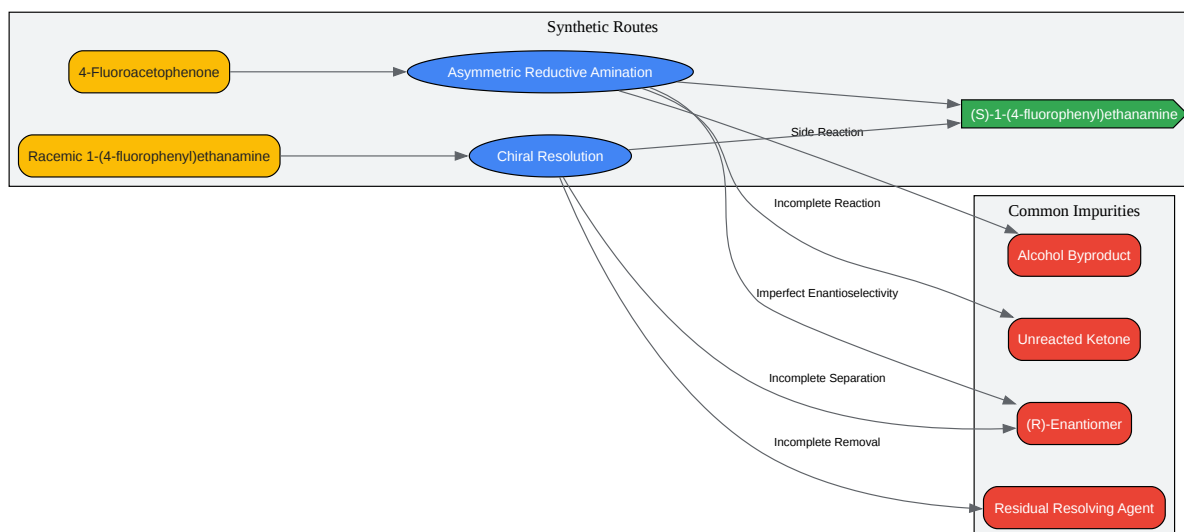 Synthetic Routes
4-Fluoroacetophenone
Asymmetric Reductive Amination
(S)-1-(4-fluorophenyl)ethanamine
Side Reaction
Racemic 1-(4-fluorophenyl)ethanamine
Chiral Resolution
Incomplete Reaction
Common Impurities
Alcohol Byproduct
Imperfect Enantioselectivity
Unreacted Ketone
Incomplete Separation
(R)-Enantiomer
Incomplete Removal
Residual Resolving Agent